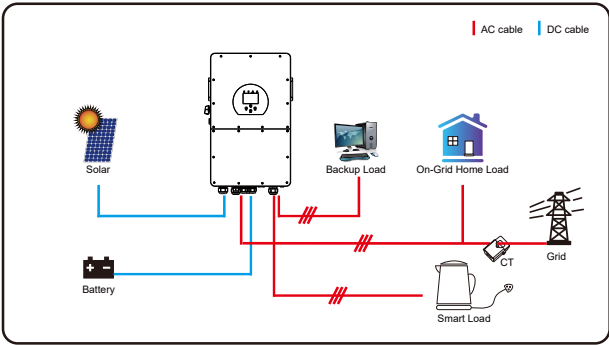 AC cable
DC cable
Solar
Backup Load
On-Grid Home Load
CT
Grid
Battery
Smart Load